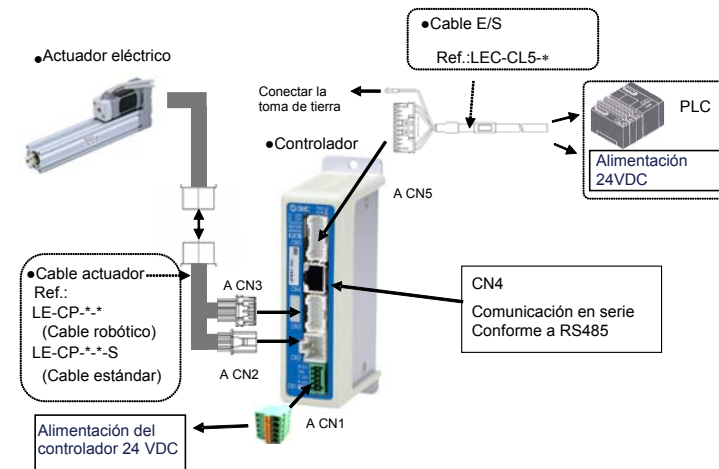 ●Cable E/S
Ref.:LEC-CL5-*
●Actuador eléctrico
Conectar la
toma de tierra
PLC
●Controlador
Alimentación
24VDC
A CN5
SMC
●Cable actuador
Ref.:
LE-CP-*-*
(Cable robótico)
LE-CP-*-*-S
(Cable estándar)
A CN3
CN4
Comunicación en serie
Conforme a RS485
A CN2
A CN1
Alimentación del
controlador 24 VDC